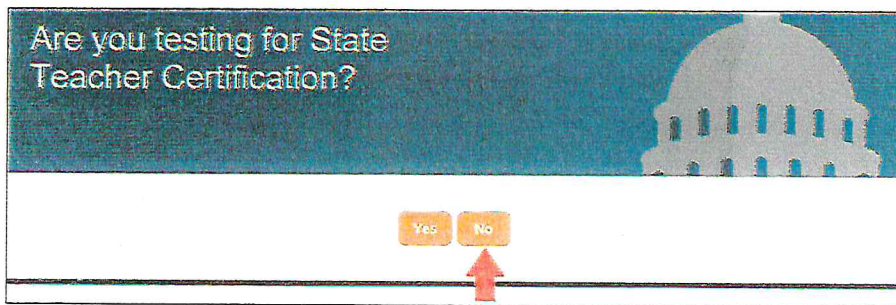 Are you testing for State
Teacher Certification?
Yes No